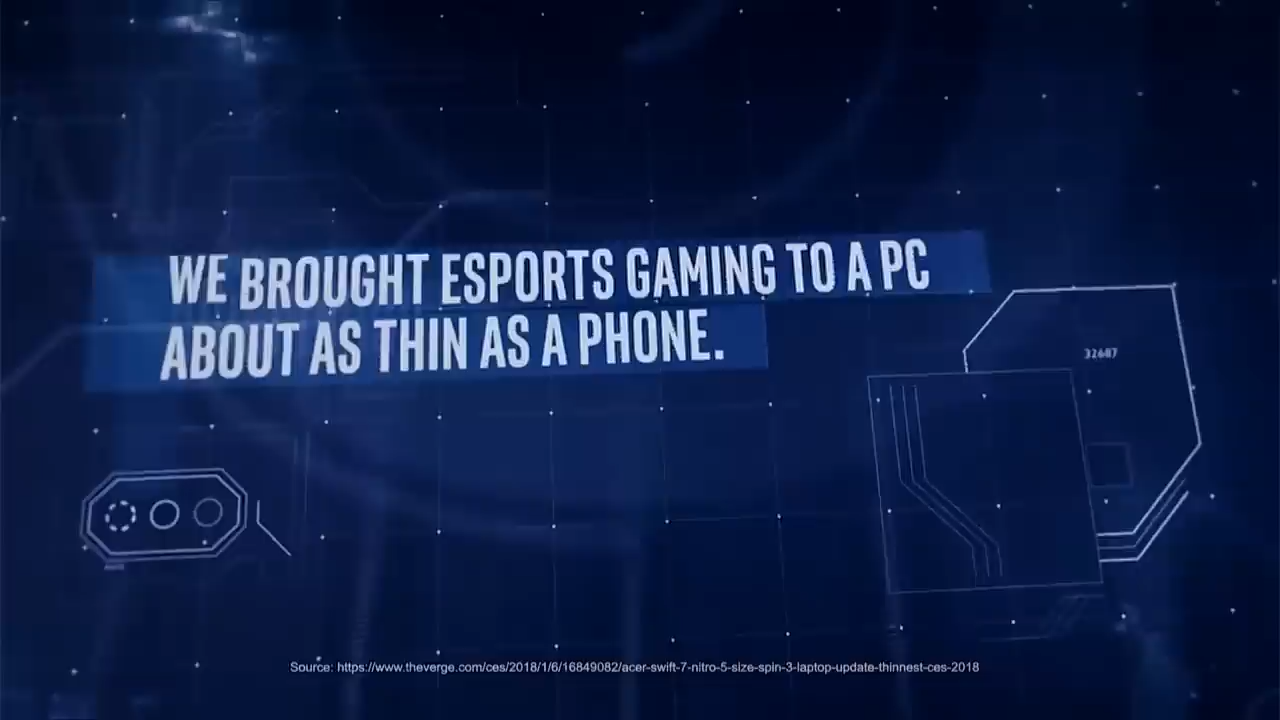 WE BROUGHT ESPORTS GAMING TO A PC
ABOUT AS THIN AS A PHONE.
32687
Source: https://www.theverge.com/ces/2018/1/6/16849082/acer-swift-7-nitro-5-size-spin-3-laptop-update-thinnest-ces-2018